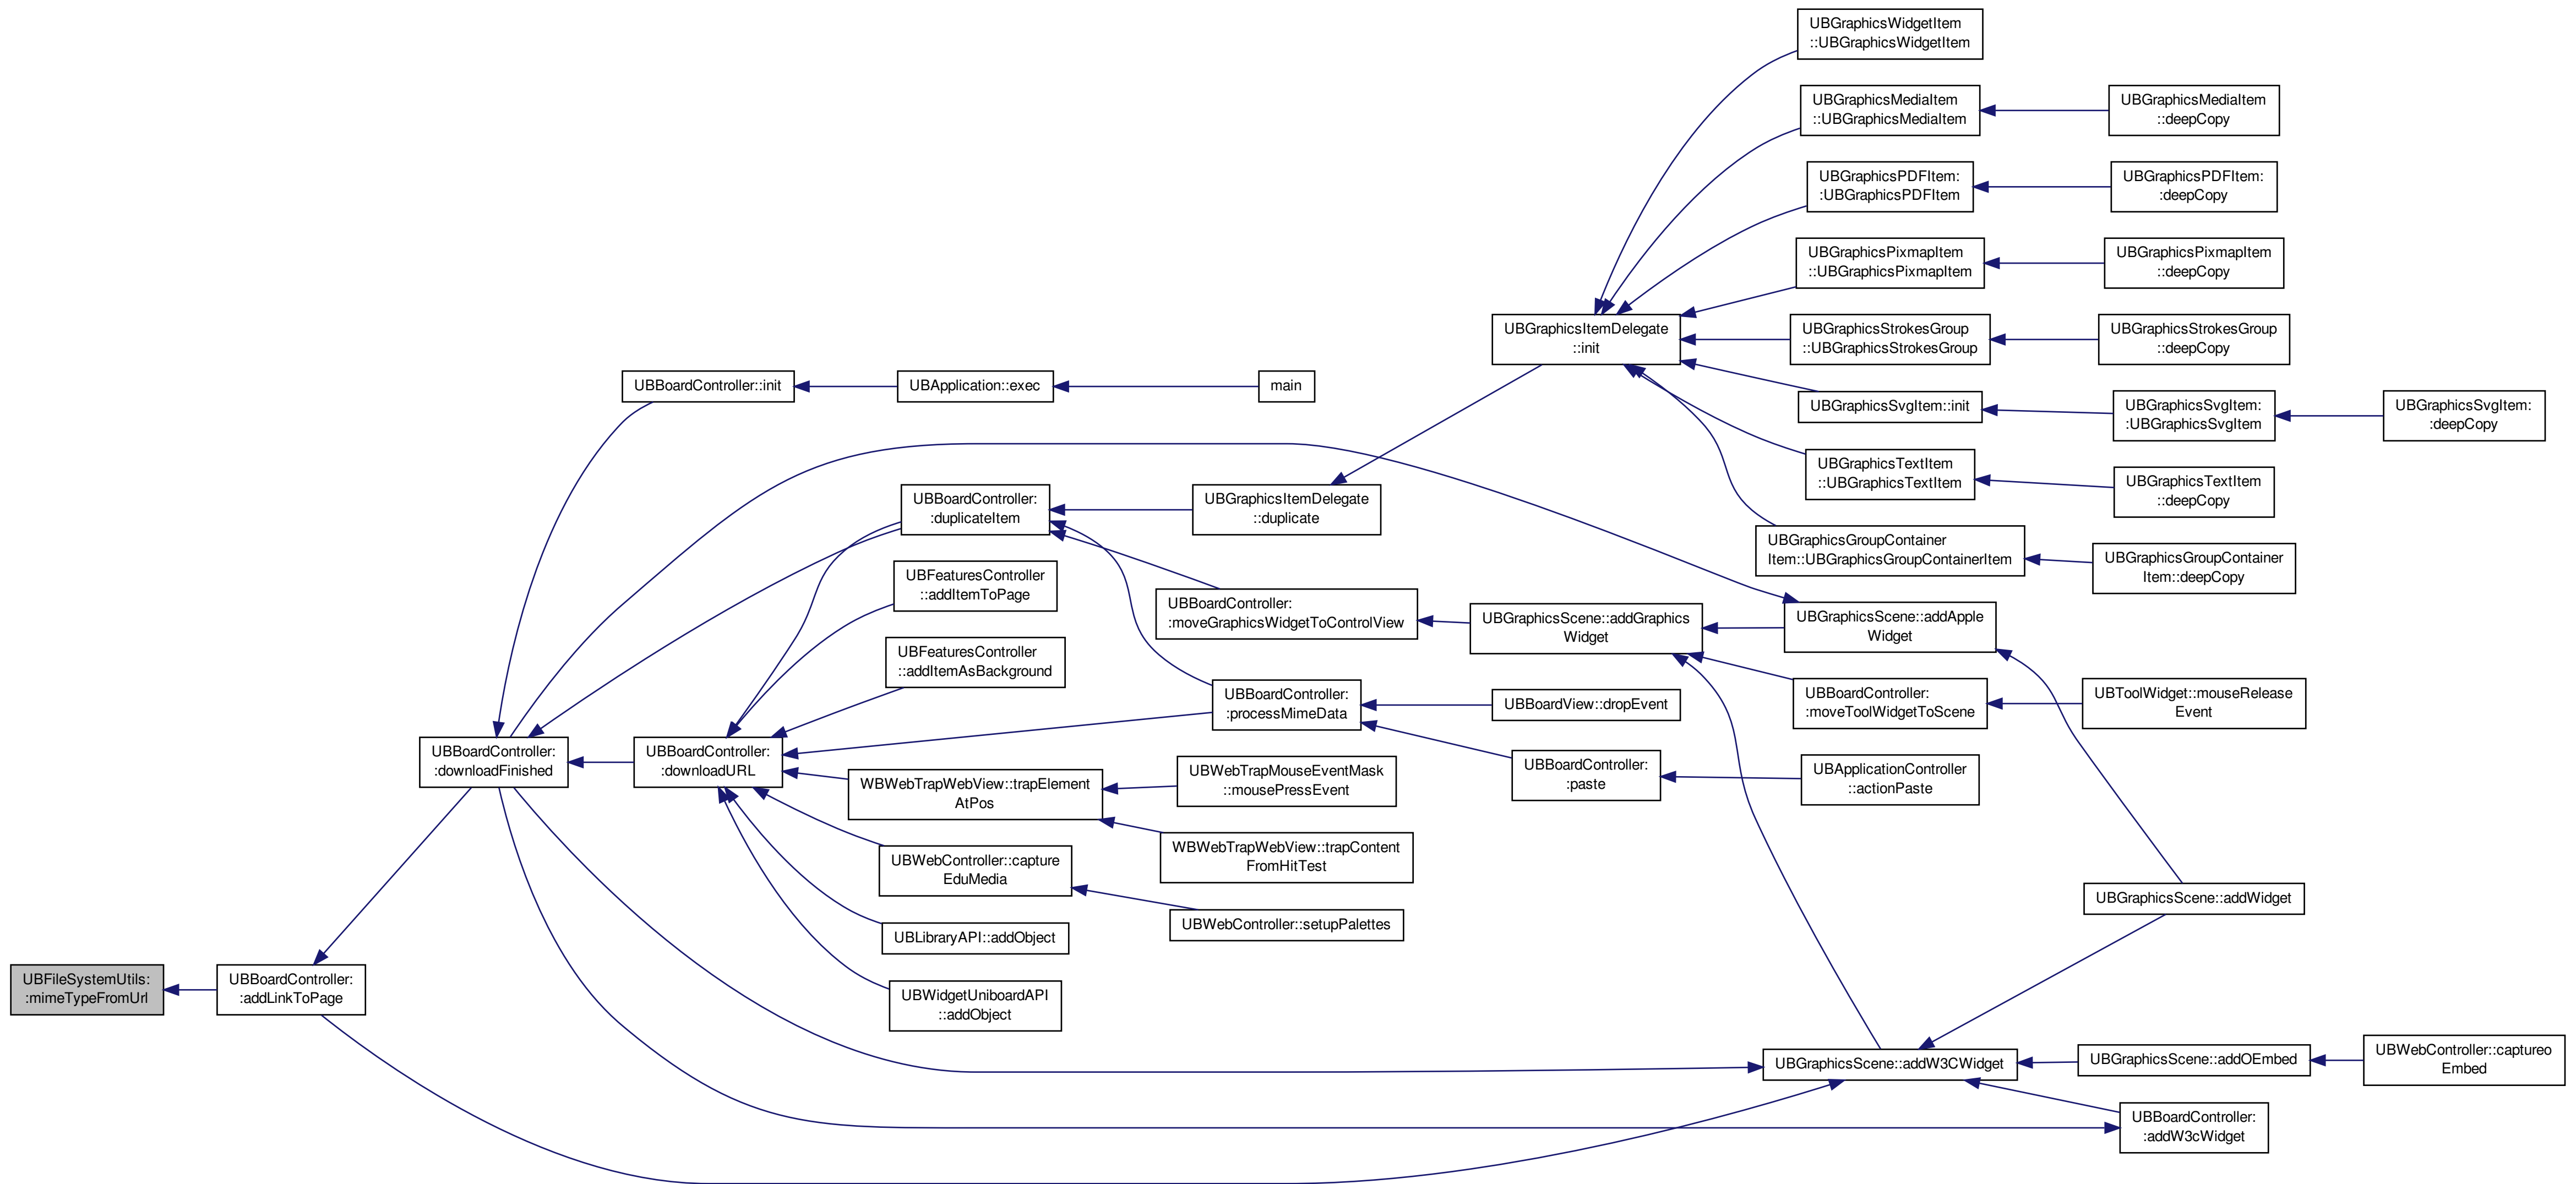 UBGraphicsWidgetItem
::UBGraphicsWidgetItem
UBGraphicsMediaItem
::UBGraphicsMediaItem
UBGraphicsMediaItem
::deepCopy
UBGraphicsPDFItem:
:UBGraphicsPDFItem
UBGraphicsPDFItem:
:deepCopy
UBGraphicsPixmapItem
::UBGraphicsPixmapItem
UBGraphicsPixmapItem
::deepCopy
UBGraphicsItemDelegate
::init
UBGraphicsStrokesGroup
::UBGraphicsStrokesGroup
UBGraphicsStrokesGroup
::deepCopy
UBBoardController::init
UBApplication::exec
main
UBGraphicsSvgItem::init
UBGraphicsSvgItem:
:UBGraphicsSvgItem
UBGraphicsSvgItem:
:deepCopy
UBGraphicsTextItem
::UBGraphicsTextItem
UBGraphicsTextItem
::deepCopy
UBBoardController:
:duplicateItem
UBGraphicsItemDelegate
::duplicate
UBGraphicsGroupContainer
Item::UBGraphicsGroupContainerItem
UBGraphicsGroupContainer
Item::deepCopy
UBFeaturesController
::addItemToPage
UBBoardController:
:moveGraphicsWidgetToControlView
UBGraphicsScene::addGraphics
Widget
UBGraphicsScene::addApple
Widget
UBFeaturesController
::addItemAsBackground
UBBoardController:
:processMimeData
UBBoardView::dropEvent
UBBoardController:
:moveToolWidgetToScene
UBToolWidget::mouseRelease
Event
UBBoardController:
:downloadFinished
UBBoardController:
:downloadURL
WBWebTrapWebView::trapElement
AtPos
UBWebTrapMouseEventMask
::mousePressEvent
UBBoardController:
:paste
UBApplicationController
::actionPaste
WBWebTrapWebView::trapContent
FromHitTest
UBWebController::capture
EduMedia
UBWebController::setupPalettes
UBGraphicsScene::addWidget
UBLibraryAPI::addObject
UBFileSystemUtils:
:mimeTypeFromUrl
UBBoardController:
:addLinkToPage
UBWidgetUniboardAPI
::addObject
UBGraphicsScene::addW3CWidget
UBGraphicsScene::addOEmbed
UBWebController::captureo
Embed
UBBoardController:
:addW3cWidget